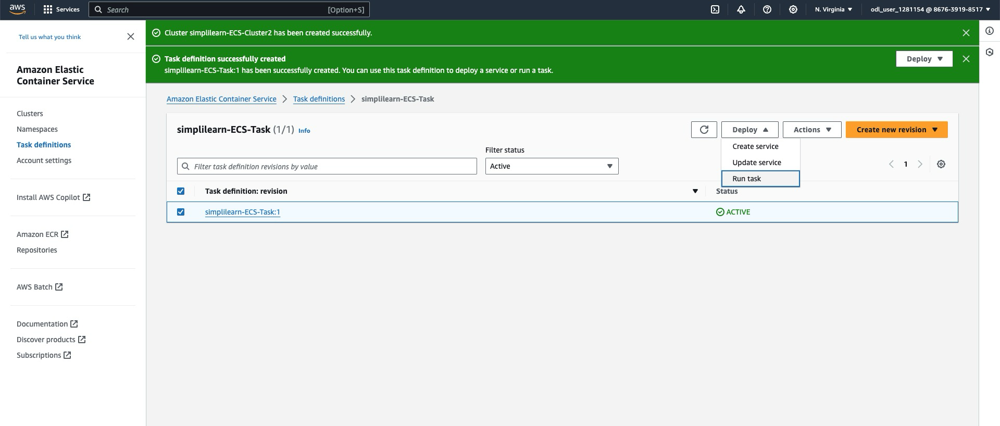 aws
Services
Search
[Option+S]
N. Virginia
odl_user_1281154 @ 8676-3919-8517
Tell us what you think
Cluster simplilearn-ECS-Cluster2 has been created successfully.
Task definition successfully created
simplilearn-ECS-Task:1 has been successfully created. You can use this task definition to deploy a service or run a task.
Deploy
Amazon Elastic
Container Service
Clusters
Namespaces
Task definitions
Account settings
Install AWS Copilot
Amazon ECR
Repositories
AWS Batch
Documentation
Discover products
Subscriptions
Amazon Elastic Container Service
Task definitions
simplilearn-ECS-Task
simplilearn-ECS-Task (1/1) Info
Deploy
Actions
Create new revision
Create service
Update service
Run task
Filter status
Filter task definition revisions by value
Active
1
Task definition: revision
Status
simplilearn-ECS-Task:1
ACTIVE